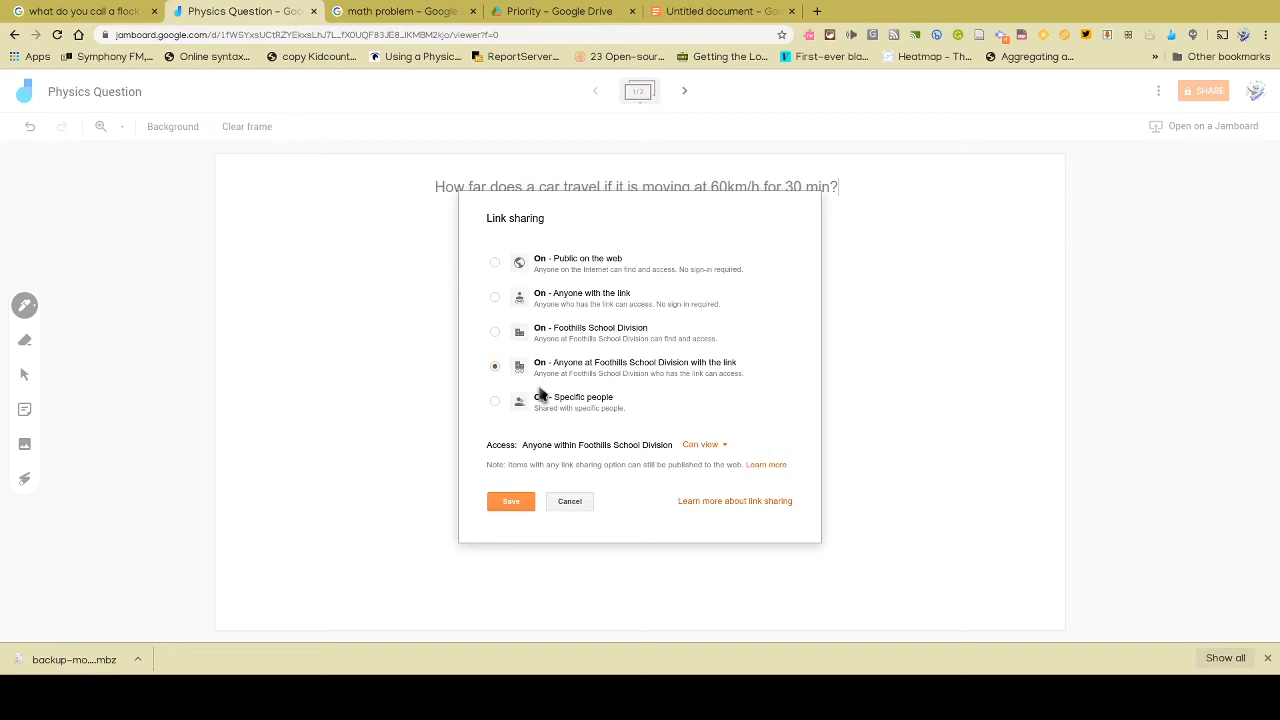 what do you call a flock
Physics Question – Goo
math problem – Google
Priority – Google Drive
Untitled document – Goo
jamboard.google.com/d/1fWSYxsUCtRZYEkxsLhJ7L...fX0UQF83JE8_IKMBM2kjo/viewer?f=0
Apps
Symphony FM,...
Online syntax...
copy Kidcount...
Using a Physic...
ReportServer...
23 Open-sour...
Getting the Lo...
First-ever bla...
Heatmap - Th...
Aggregating a...
»
Other bookmarks
Physics Question
1/2
SHARE
Background
Clear frame
Open on a Jamboard
How far does a car travel if it is moving at 60km/h for 30 min?
Link sharing
On - Public on the web
Anyone on the Internet can find and access. No sign-in required.
On - Anyone with the link
Anyone who has the link can access. No sign-in required.
On - Foothills School Division
Anyone at Foothills School Division can find and access.
On - Anyone at Foothills School Division with the link
Anyone at Foothills School Division who has the link can access.
- Specific people
Shared with specific people.
Access: Anyone within Foothills School Division Can view
Note: Items with any link sharing option can still be published to the web. Learn more
Save
Cancel
Learn more about link sharing
backup-mo....mbz
Show all